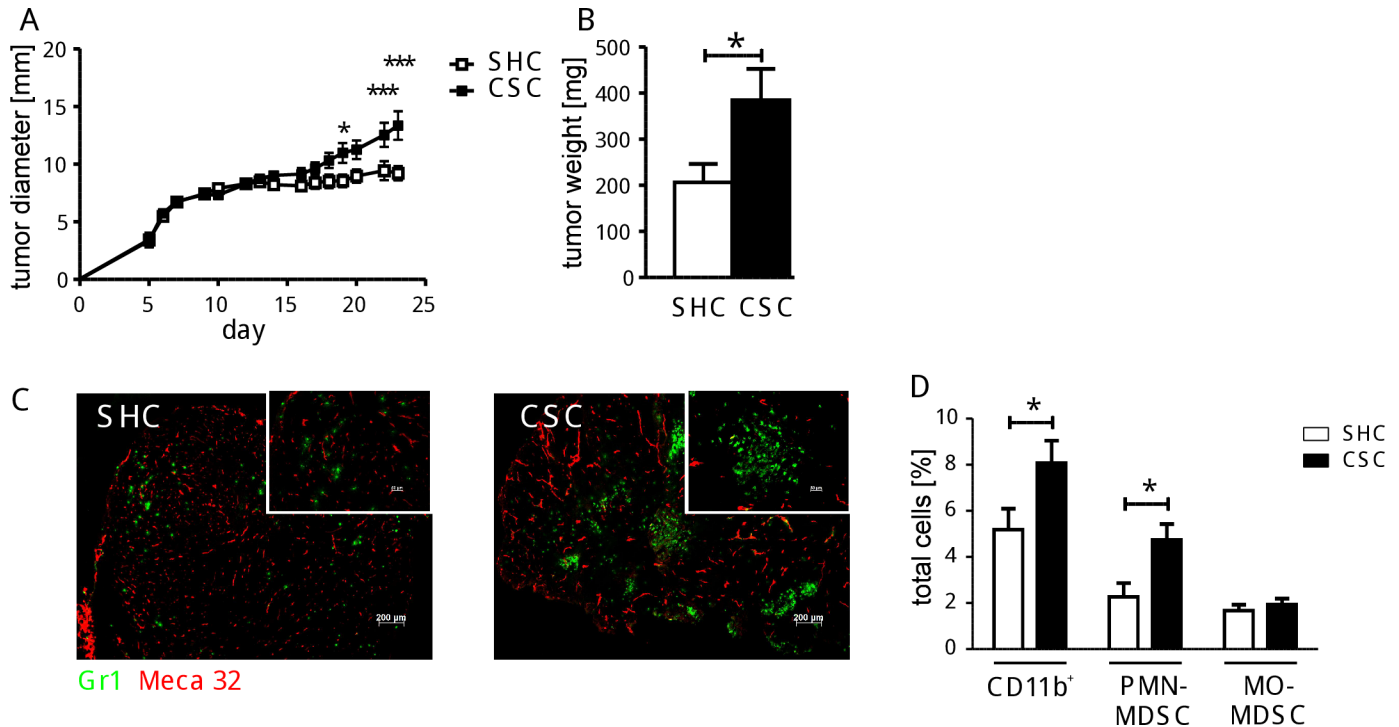 A
tumor diameter [mm]
20
15
10
5
0
0 5 10 15 20 25
day
***
***
*
SHC
CSC
B
tumor weight [mg]
500
400
300
200
100
0
*
SHC CSC
C
SHC
200 µm
CSC
200 µm
Gr1 Meca 32
D
total cells [%]
10
8
6
4
2
0
*
*
SHC
CSC
CD11b⁺
PMN-
MDSC
MO-
MDSC